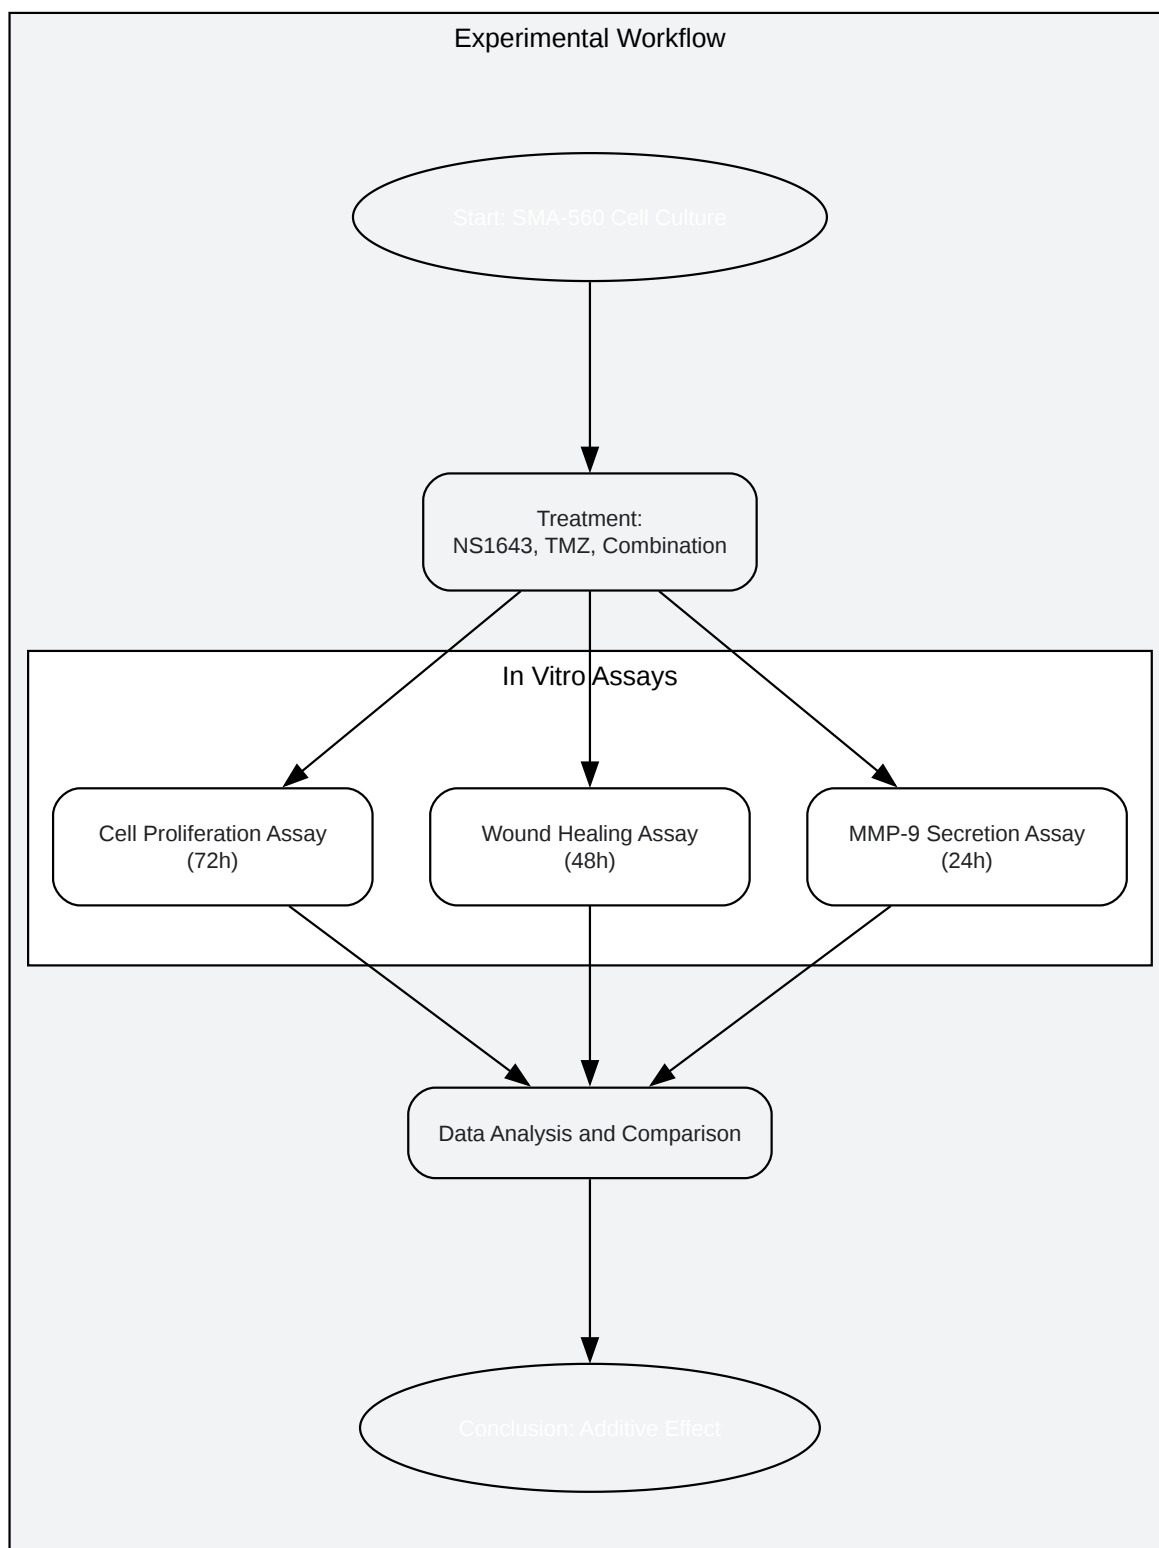 Experimental Workflow
Start: SMA-560 Cell Culture
Treatment:
NS1643, TMZ, Combination
In Vitro Assays
Cell Proliferation Assay
(72h)
Wound Healing Assay
(48h)
MMP-9 Secretion Assay
(24h)
Data Analysis and Comparison
Conclusion: Additive Effect